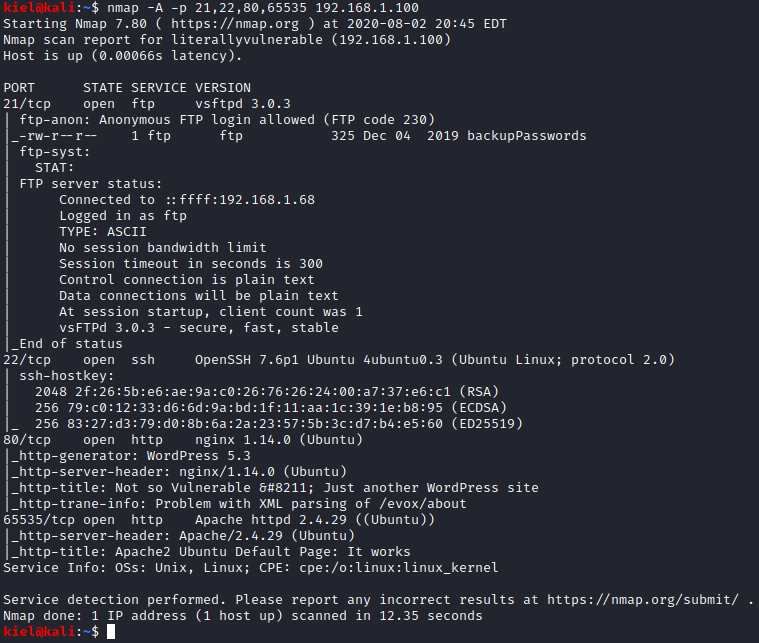 kiel@kali:~$ nmap -A -p 21,22,80,65535 192.168.1.100
Starting Nmap 7.80 ( https://nmap.org ) at 2020-08-02 20:45 EDT
Nmap scan report for literallyvulnerable (192.168.1.100)
Host is up (0.00066s latency).

PORT      STATE SERVICE VERSION
21/tcp    open  ftp     vsftpd 3.0.3
| ftp-anon: Anonymous FTP login allowed (FTP code 230)
|_-rw-r--r--    1 ftp      ftp           325 Dec 04  2019 backupPasswords
| ftp-syst:
|   STAT:
| FTP server status:
|      Connected to ::ffff:192.168.1.68
|      Logged in as ftp
|      TYPE: ASCII
|      No session bandwidth limit
|      Session timeout in seconds is 300
|      Control connection is plain text
|      Data connections will be plain text
|      At session startup, client count was 1
|      vsFTPd 3.0.3 - secure, fast, stable
|_End of status
22/tcp    open  ssh     OpenSSH 7.6p1 Ubuntu 4ubuntu0.3 (Ubuntu Linux; protocol 2.0)
| ssh-hostkey:
|   2048 2f:26:5b:e6:ae:9a:c0:26:76:26:24:00:a7:37:e6:c1 (RSA)
|   256 79:c0:12:33:d6:6d:9a:bd:1f:11:aa:1c:39:1e:b8:95 (ECDSA)
|_  256 83:27:d3:79:d0:8b:6a:2a:23:57:5b:3c:d7:b4:e5:60 (ED25519)
80/tcp    open  http    nginx 1.14.0 (Ubuntu)
|_http-generator: WordPress 5.3
|_http-server-header: nginx/1.14.0 (Ubuntu)
|_http-title: Not so Vulnerable &#8211; Just another WordPress site
|_http-trane-info: Problem with XML parsing of /evox/about
65535/tcp open  http    Apache httpd 2.4.29 ((Ubuntu))
|_http-server-header: Apache/2.4.29 (Ubuntu)
|_http-title: Apache2 Ubuntu Default Page: It works
Service Info: OSs: Unix, Linux; CPE: cpe:/o:linux:linux_kernel

Service detection performed. Please report any incorrect results at https://nmap.org/submit/ .
Nmap done: 1 IP address (1 host up) scanned in 12.35 seconds
kiel@kali:~$